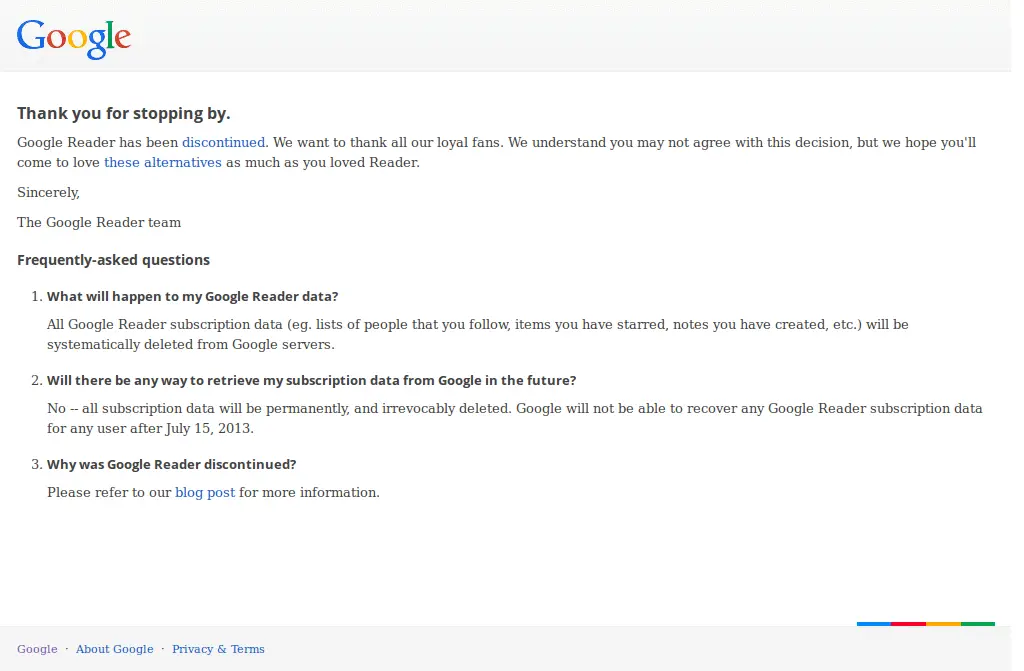 Google
Thank you for stopping by.
Google Reader has been discontinued. We want to thank all our loyal fans. We understand you may not agree with this decision, but we hope you'll
come to love these alternatives as much as you loved Reader.
Sincerely,
The Google Reader team
Frequently-asked questions
1. What will happen to my Google Reader data?
All Google Reader subscription data (eg. lists of people that you follow, items you have starred, notes you have created, etc.) will be
systematically deleted from Google servers.
2. Will there be any way to retrieve my subscription data from Google in the future?
No -- all subscription data will be permanently, and irrevocably deleted. Google will not be able to recover any Google Reader subscription data
for any user after July 15, 2013.
3. Why was Google Reader discontinued?
Please refer to our blog post for more information.
Google · About Google · Privacy & Terms